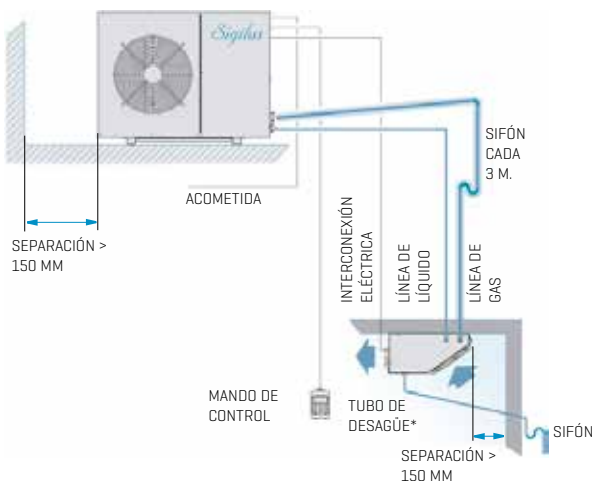 Sigilus
SIFÓN
CADA
3 M.
ACOMETIDA
SEPARACIÓN >
150 MM
INTERCONEXIÓN
ELÉCTRICA
LÍNEA DE
LÍQUIDO
LÍNEA DE
GAS
MANDO DE
CONTROL
TUBO DE
DESAGÜE*
SIFÓN
SEPARACIÓN >
150 MM